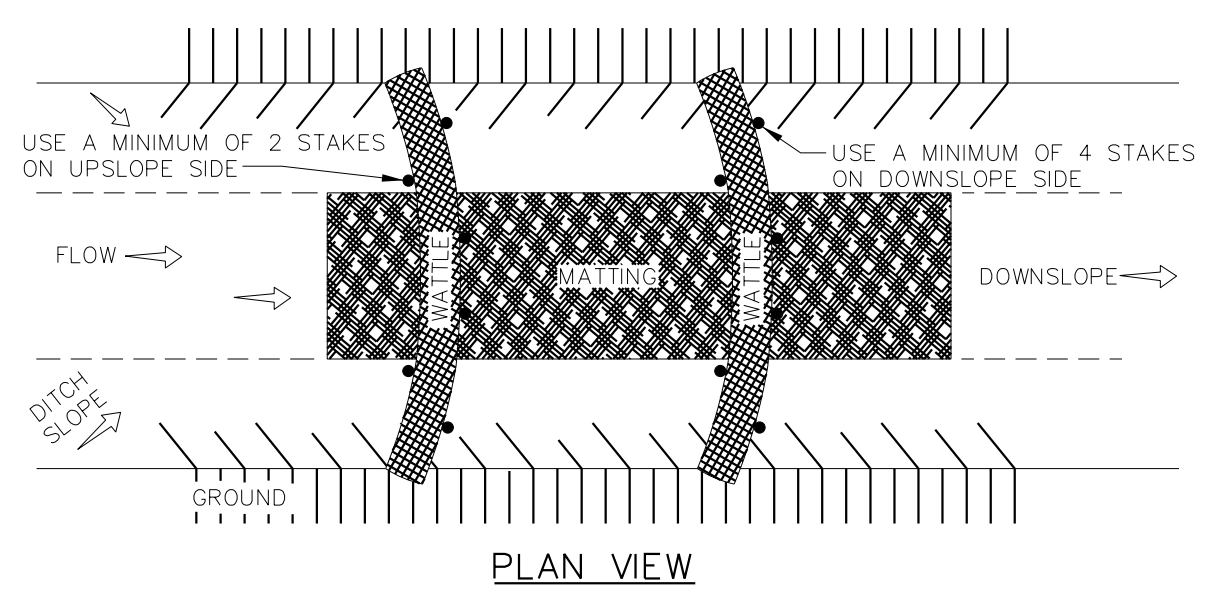 USE A MINIMUM OF 2 STAKES
ON UPSLOPE SIDE
USE A MINIMUM OF 4 STAKES
ON DOWNSLOPE SIDE
FLOW
WATTLE
MATTING
WATTLE
DOWNSLOPE
DITCH
SLOPE
GROUND
PLAN VIEW